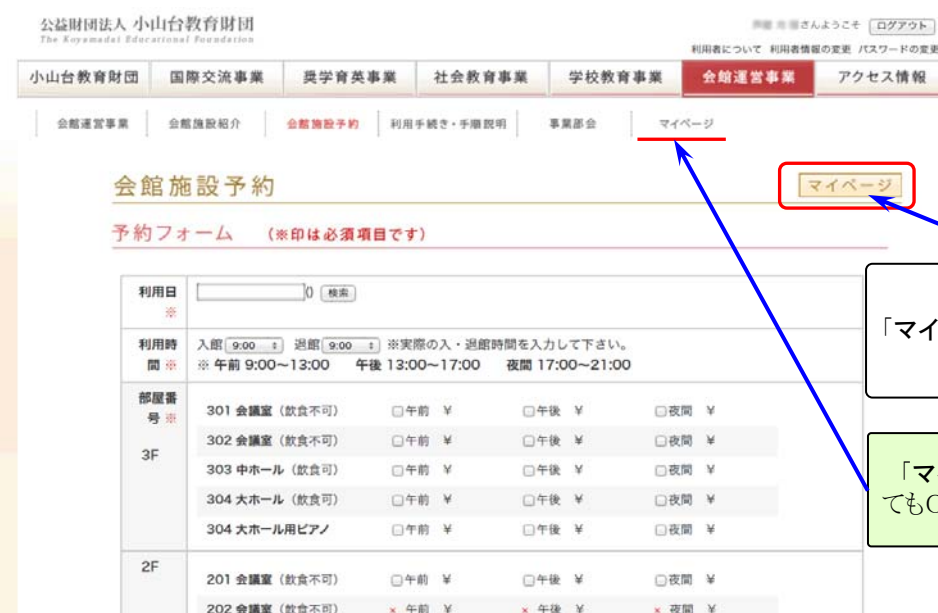 公益財団法人 小山台教育財団
The Koyamadai Educational Foundation
さんようこそ ログアウト
利用者について 利用者情報の変更 パスワードの変更
小山台教育財団 国際交流事業 奨学育英事業 社会教育事業 学校教育事業 会館運営事業 アクセス情報
会館運営事業 会館施設紹介 会館施設予約 利用手続き・手順説明 事業部会 マイページ
会館施設予約 マイページ
予約フォーム (※印は必須項目です)
利用日 () 検索
※
利用時 入館 9:00 退館 9:00 ※実際の入・退館時間を入力して下さい。
間 ※ ※ 午前 9:00～13:00 午後 13:00～17:00 夜間 17:00～21:00
「マイ
部屋番
号 ※
3F
301 会議室（飲食不可） 午前 ¥ 午後 ¥ 夜間 ¥
302 会議室（飲食不可） 午前 ¥ 午後 ¥ 夜間 ¥
303 中ホール（飲食可） 午前 ¥ 午後 ¥ 夜間 ¥
304 大ホール（飲食可） 午前 ¥ 午後 ¥ 夜間 ¥
304 大ホール用ピアノ 午前 ¥ 午後 ¥ 夜間 ¥
「マ
ても
2F
201 会議室（飲食不可） 午前 ¥ 午後 ¥ 夜間 ¥
202 会議室（飲食不可） × 午前 ¥ × 午後 ¥ × 夜間 ¥